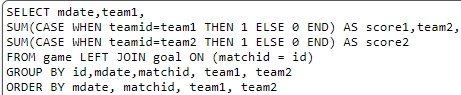 SELECT mdate,team1,
SUM(CASE WHEN teamid=team1 THEN 1 ELSE 0 END) AS score1,team2,
SUM(CASE WHEN teamid=team2 THEN 1 ELSE 0 END) AS score2
FROM game LEFT JOIN goal ON (matchid = id)
GROUP BY id,mdate,matchid, team1, team2
ORDER BY mdate, matchid, team1, team2